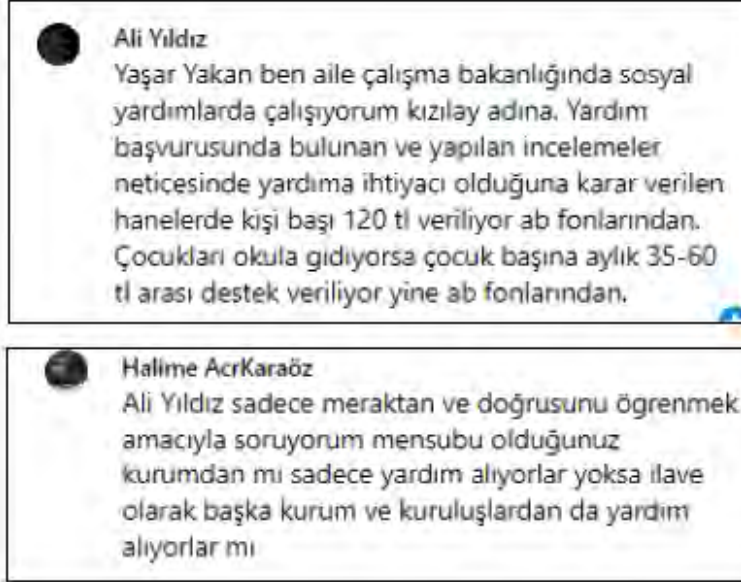 Ali Yıldız
Yaşar Yakan ben aile çalışma bakanlığında sosyal
yardımlarda çalışıyorum kızılay adına. Yardım
başvurusunda bulunan ve yapılan incelemeler
neticesinde yardıma ihtiyacı olduğuna karar verilen
hanelerde kişi başı 120 tl veriliyor ab fonlarından.
Çocukları okula gidiyorsa çocuk başına aylık 35-60
tl arası destek veriliyor yine ab fonlarından.
Halime AcrKaraöz
Ali Yıldız sadece meraktan ve doğrusunu ögrenmek
amacıyla soruyorum mensubu olduğunuz
kurumdan mı sadece yardım alıyorlar yoksa ilave
olarak başka kurum ve kuruluşlardan da yardım
alıyorlar mı